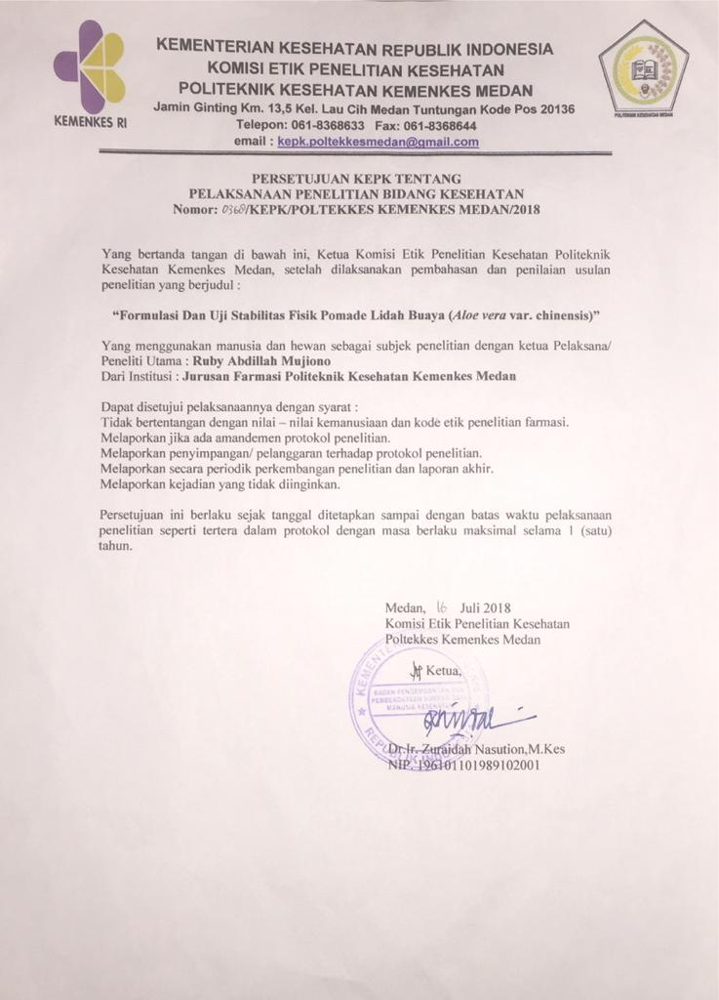 KEMENTERIAN KESEHATAN REPUBLIK INDONESIA
KOMISI ETIK PENELITIAN KESEHATAN
POLITEKNIK KESEHATAN KEMENKES MEDAN
Jamin Ginting Km. 13,5 Kel. Lau Cih Medan Tuntungan Kode Pos 20136
Telepon: 061-8368633 Fax: 061-8368644
email : kepk.poltekkesmedan@gmail.com
KEMENKES RI
POLITEKNIK KESEHATAN MEDAN
PERSETUJUAN KEPK TENTANG
PELAKSANAAN PENELITIAN BIDANG KESEHATAN
Nomor: 0368/KEPK/POLTEKKES KEMENKES MEDAN/2018
Yang bertanda tangan di bawah ini, Ketua Komisi Etik Penelitian Kesehatan Politeknik
Kesehatan Kemenkes Medan, setelah dilaksanakan pembahasan dan penilaian usulan
penelitian yang berjudul :
“Formulasi Dan Uji Stabilitas Fisik Pomade Lidah Buaya (Aloe vera var. chinensis)”
Yang menggunakan manusia dan hewan sebagai subjek penelitian dengan ketua Pelaksana/
Peneliti Utama : Ruby Abdillah Mujiono
Dari Institusi : Jurusan Farmasi Politeknik Kesehatan Kemenkes Medan
Dapat disetujui pelaksanaannya dengan syarat :
Tidak bertentangan dengan nilai – nilai kemanusiaan dan kode etik penelitian farmasi.
Melaporkan jika ada amandemen protokol penelitian.
Melaporkan penyimpangan/ pelanggaran terhadap protokol penelitian.
Melaporkan secara periodik perkembangan penelitian dan laporan akhir.
Melaporkan kejadian yang tidak diinginkan.
Persetujuan ini berlaku sejak tanggal ditetapkan sampai dengan batas waktu pelaksanaan
penelitian seperti tertera dalam protokol dengan masa berlaku maksimal selama 1 (satu)
tahun.
Medan, 16 Juli 2018
Komisi Etik Penelitian Kesehatan
Poltekkes Kemenkes Medan
Ketua,
BADAN PENGEMBANGAN DAN
PEMBERDAYAAN SUMBER DAYA
MANUSIA KESEHATAN
REPUBLIK INDONESIA
Dr.Ir. Zuraidah Nasution,M.Kes
NIP. 196101101989102001